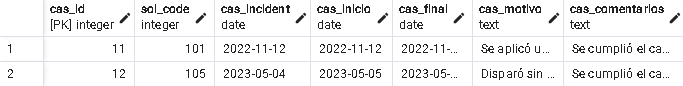 cas_id sol_code cas_incident cas_inicio cas_final cas_motivo cas_comentarios
[PK] integer integer date date date text text
1 11 101 2022-11-12 2022-11-12 2022-11-... Se aplicó u... Se cumplió el ca...
2 12 105 2023-05-04 2023-05-05 2023-05-... Disparó sin ... Se cumplió el ca...